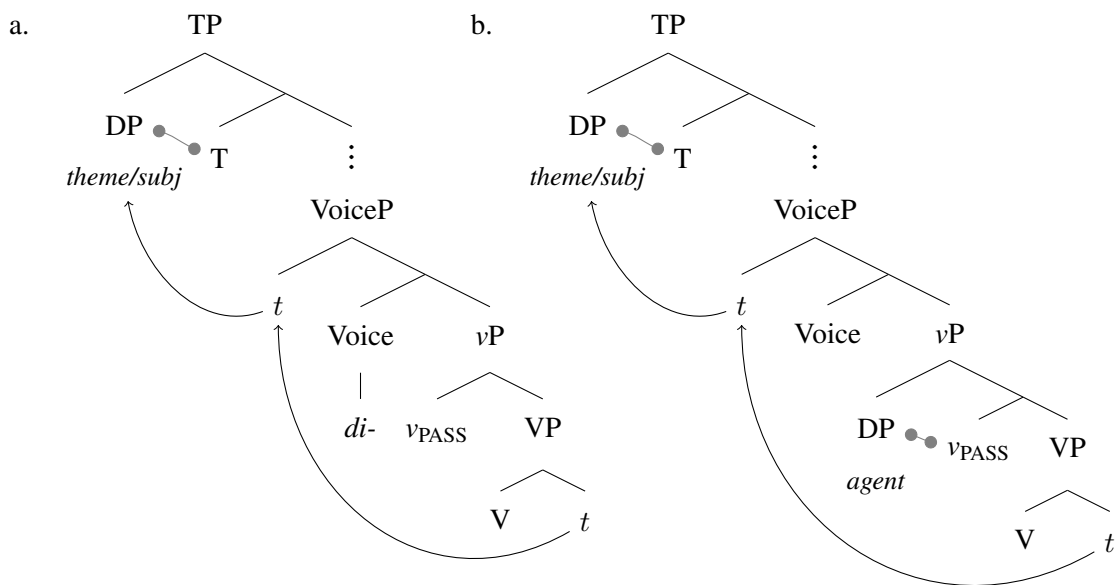 a. TP b. TP
DP T ⋮ DP T ⋮
theme/subj theme/subj
VoiceP VoiceP
t t
Voice vP Voice vP
di- vPASS VP DP vPASS VP
agent
V t V t